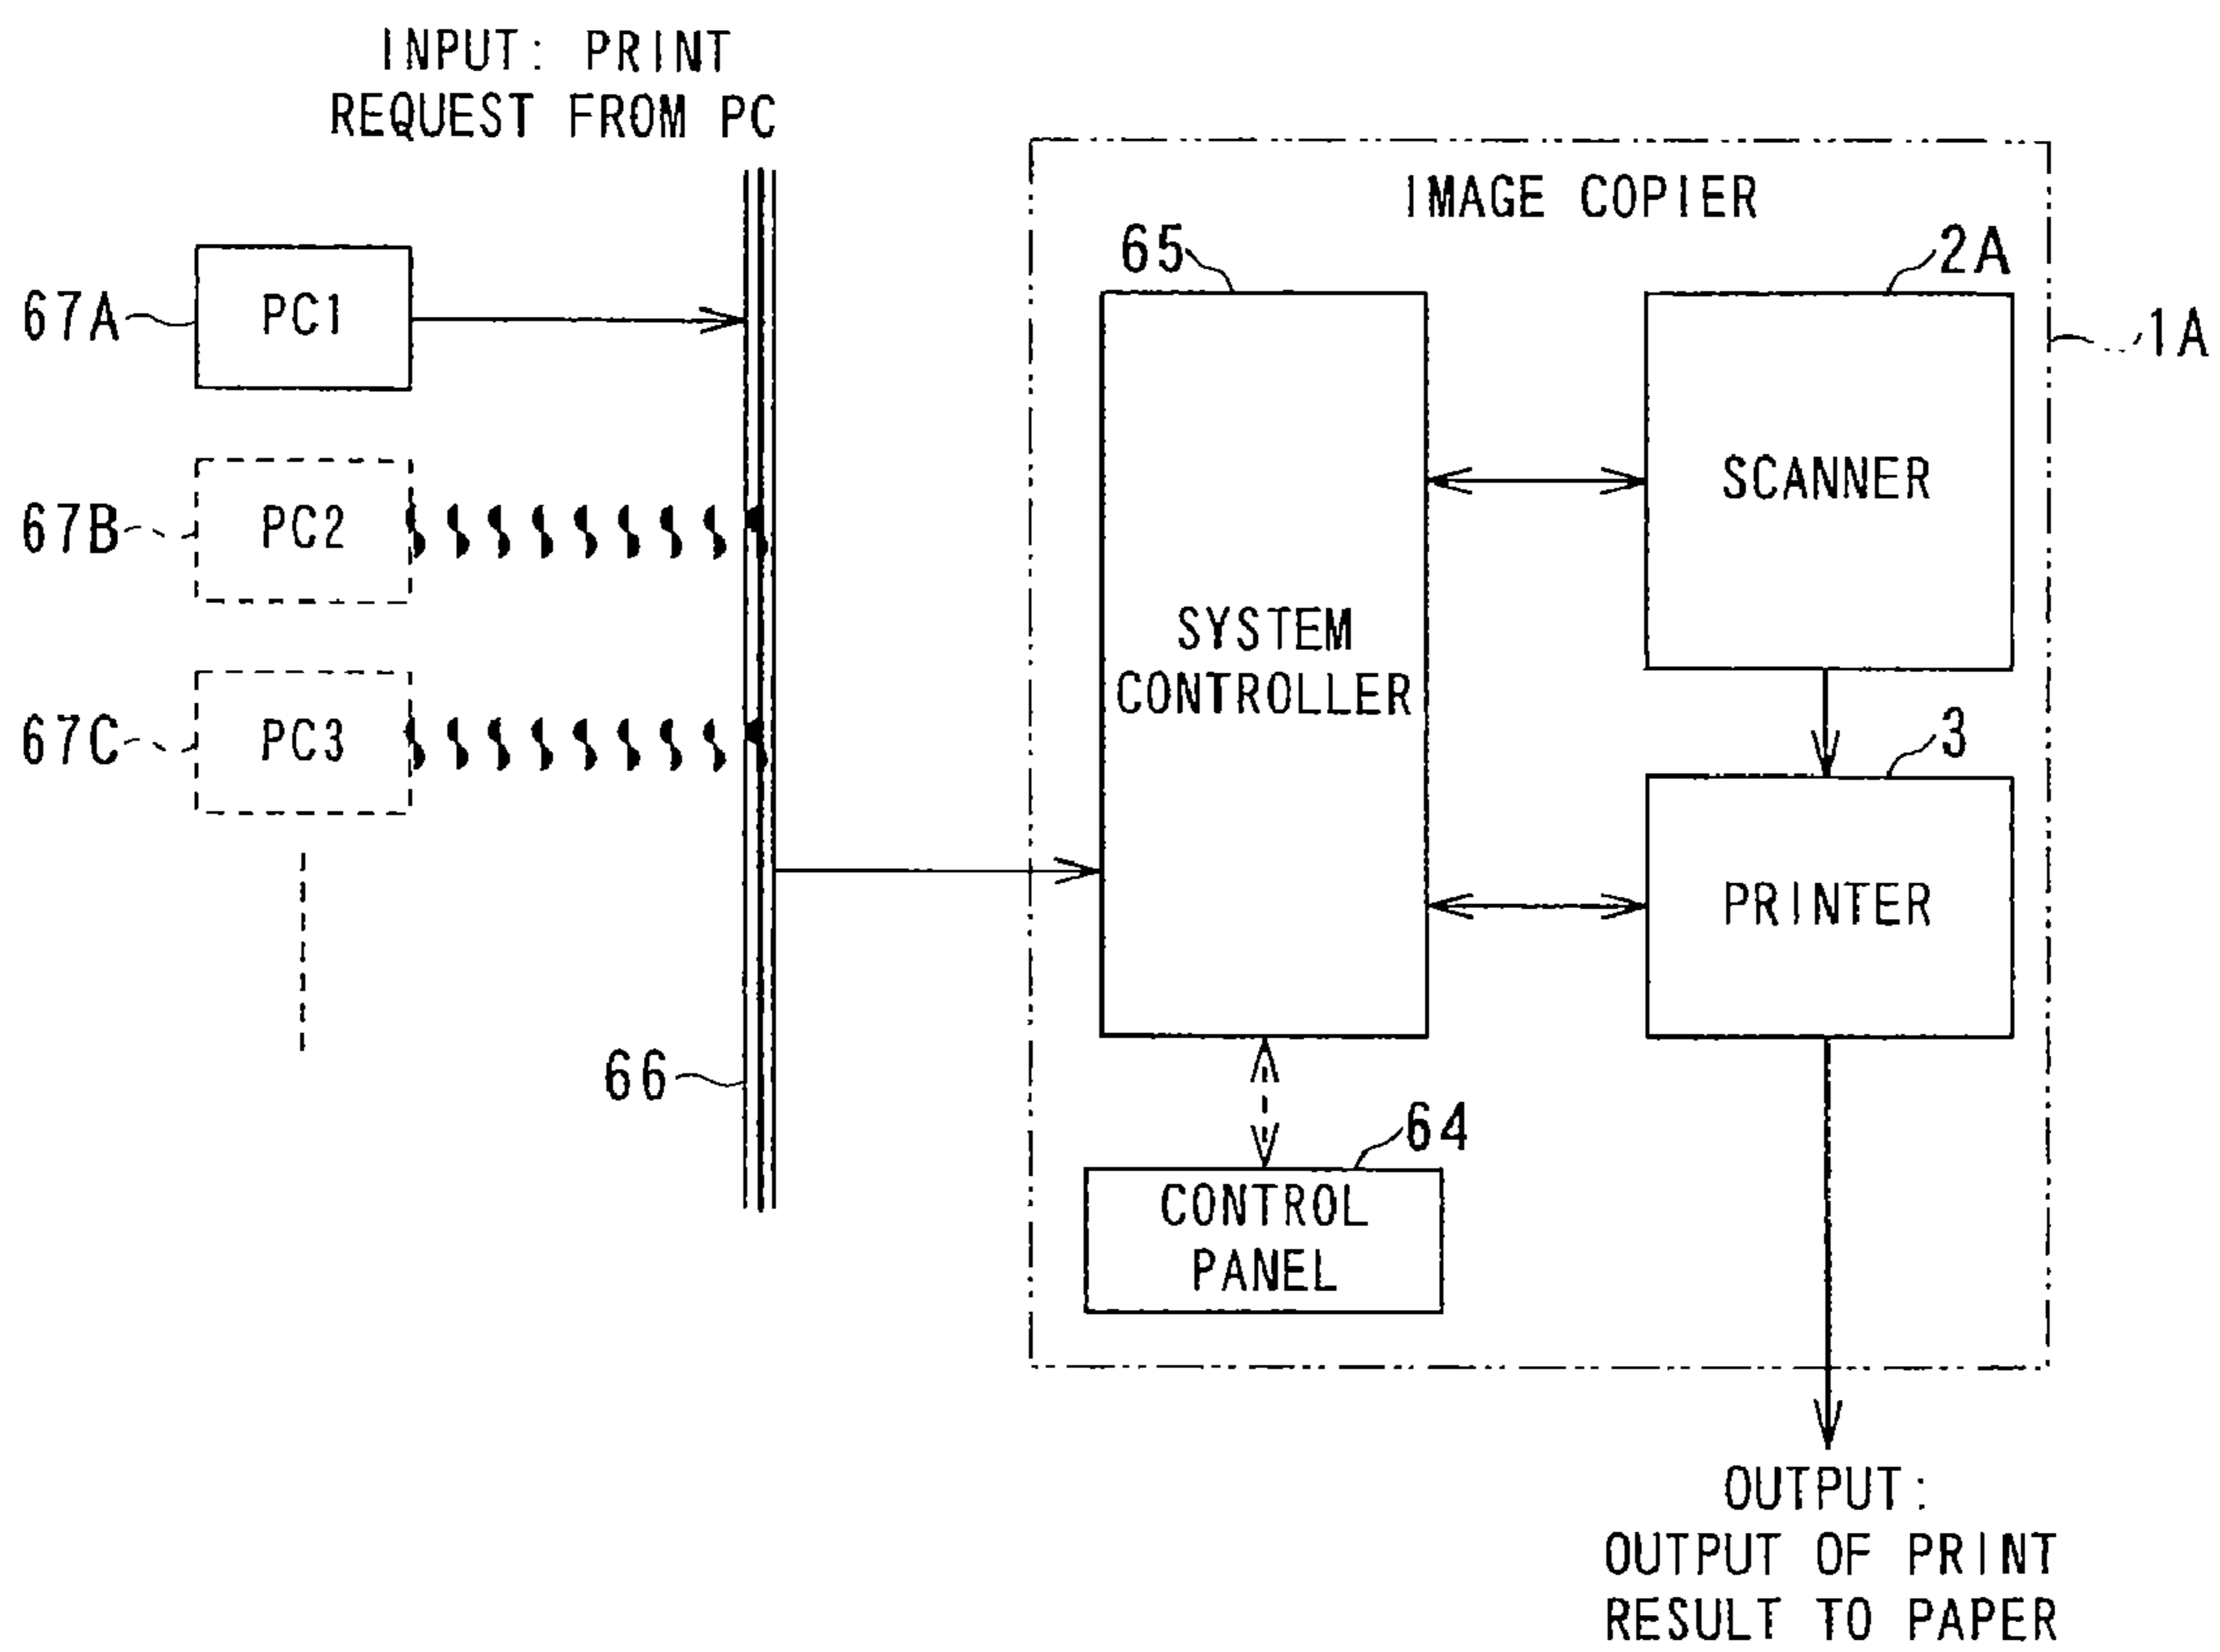 INPUT: PRINT
REQUEST FROM PC
67A
PC1
67B
PC2
67C
PC3
66
IMAGE COPIER
65
2A
1A
SYSTEM
CONTROLLER
SCANNER
3
PRINTER
64
CONTROL
PANEL
OUTPUT:
OUTPUT OF PRINT
RESULT TO PAPER